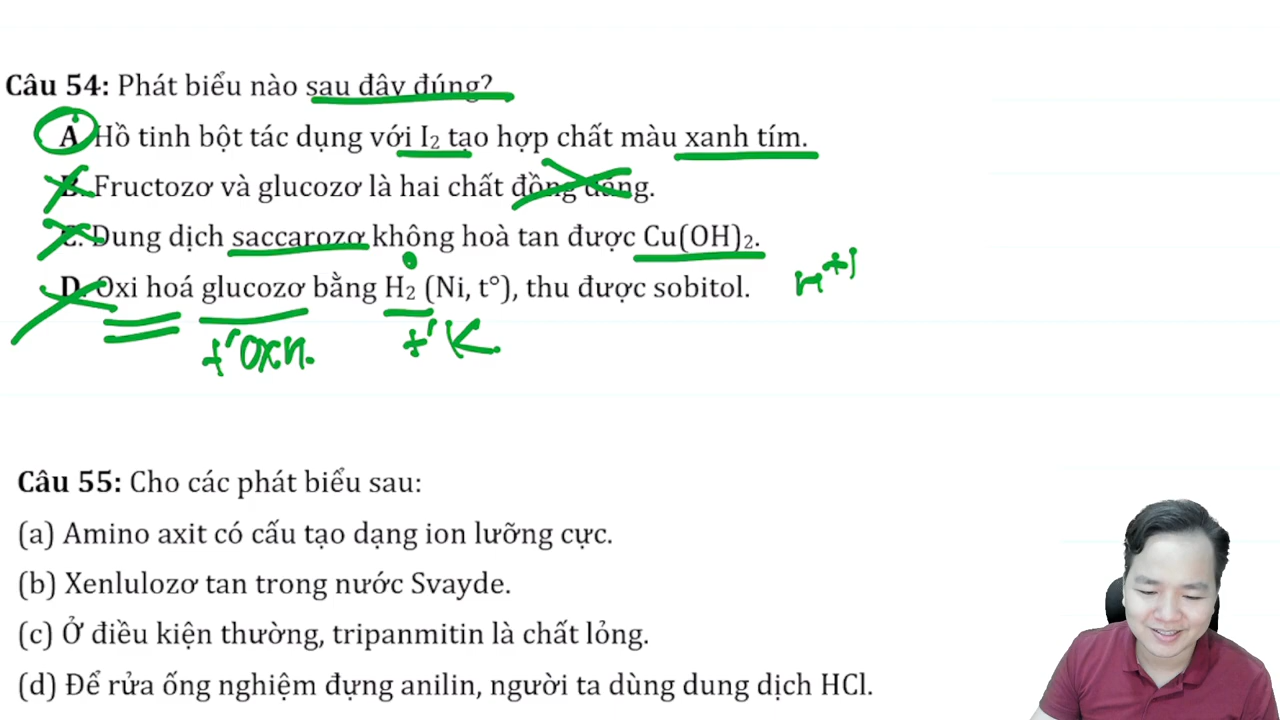 Câu 54: Phát biểu nào sau đây đúng?
A. Hồ tinh bột tác dụng với I₂ tạo hợp chất màu xanh tím.
B. Fructozơ và glucozơ là hai chất đồng đẳng.
C. Dung dịch saccarozơ không hoà tan được Cu(OH)₂.
D. Oxi hoá glucozơ bằng H₂ (Ni, t°), thu được sobitol.
t' oxh. t' K
Câu 55: Cho các phát biểu sau:
(a) Amino axit có cấu tạo dạng ion lưỡng cực.
(b) Xenlulozơ tan trong nước Svayde.
(c) Ở điều kiện thường, tripanmitin là chất lỏng.
(d) Để rửa ống nghiệm đựng anilin, người ta dùng dung dịch HCl.